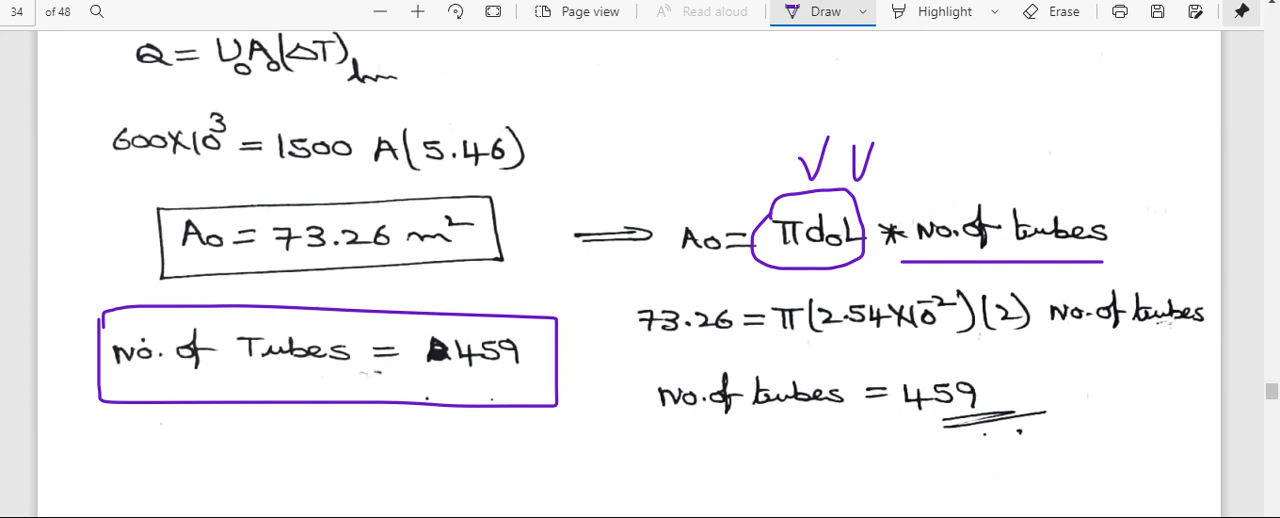 34 of 48 Page view Read aloud Draw Highlight Erase
Q = U₀A₀(ΔT)lm
600×10³ = 1500 A(5.46)
A₀ = 73.26 m²
⟹ A₀ = πd₀L * No. of tubes
73.26 = π(2.54×10⁻²)(2) No. of tubes
No. of Tubes = 459
No. of tubes = 459